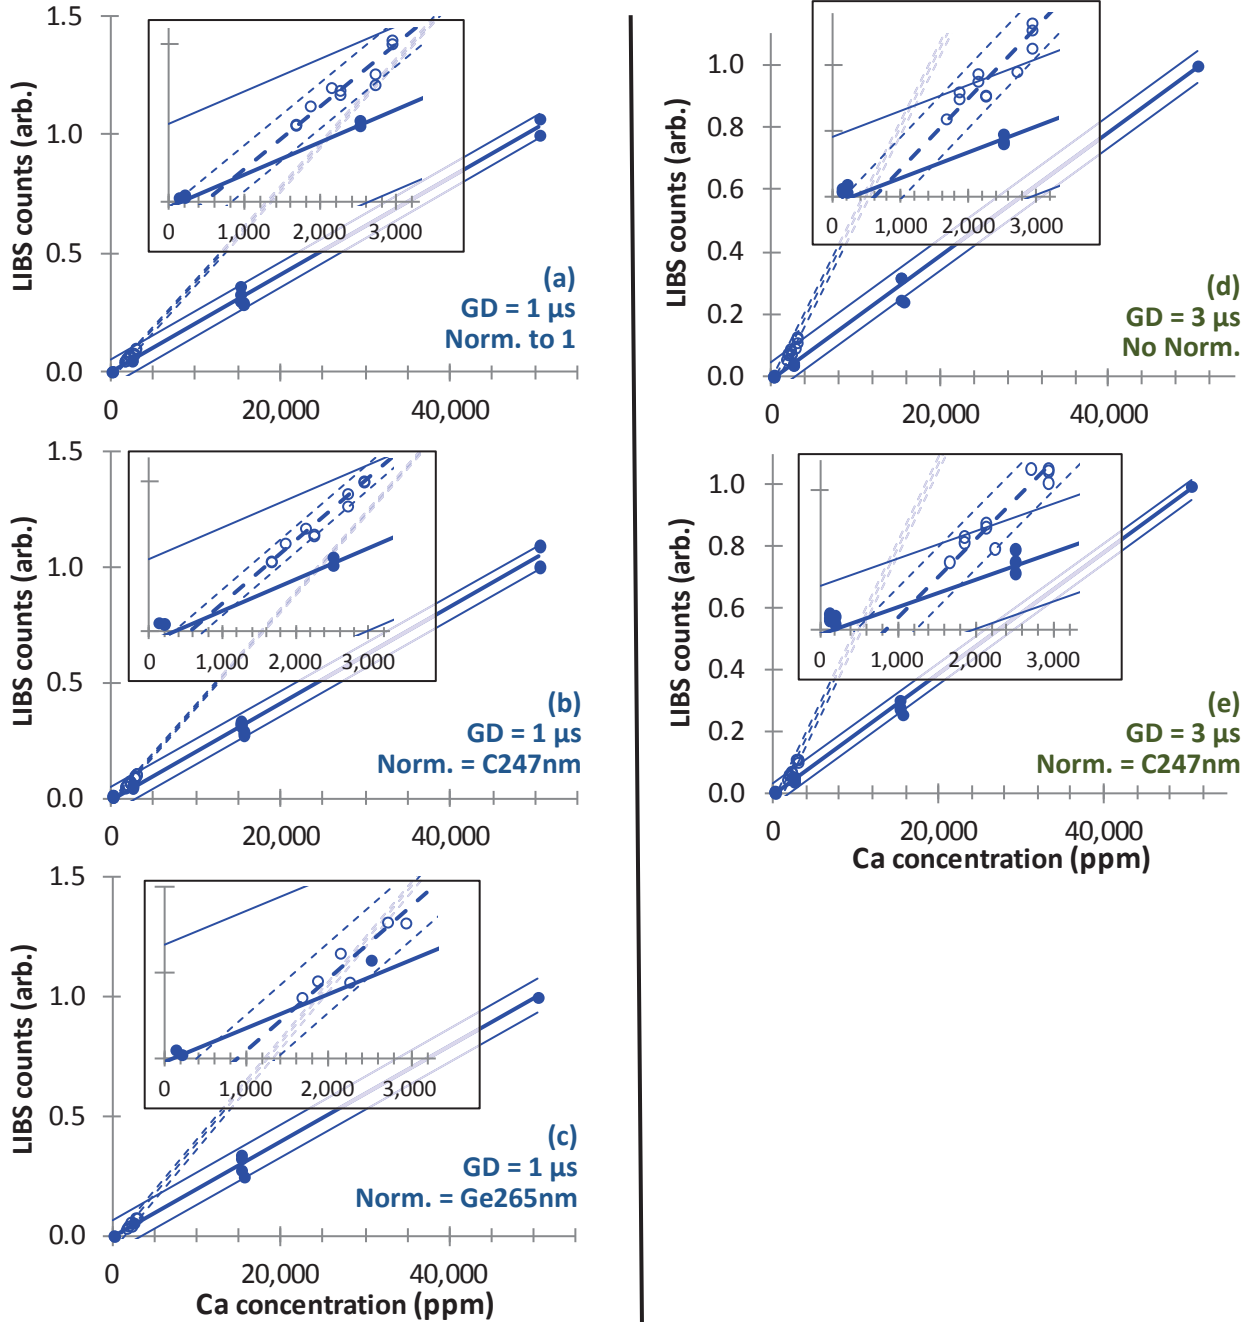 1.5
1.0
0.5
0.0
LIBS counts (arb.)
0 1,000 2,000 3,000
(a)
GD = 1 µs
Norm. to 1
0 20,000 40,000
1.5
1.0
0.5
0.0
LIBS counts (arb.)
0 1,000 2,000 3,000
(b)
GD = 1 µs
Norm. = C247nm
0 20,000 40,000
1.5
1.0
0.5
0.0
LIBS counts (arb.)
0 1,000 2,000 3,000
(c)
GD = 1 µs
Norm. = Ge265nm
0 20,000 40,000
Ca concentration (ppm)
1.0
0.8
0.6
0.4
0.2
0.0
LIBS counts (arb.)
0 1,000 2,000 3,000
(d)
GD = 3 µs
No Norm.
0 20,000 40,000
1.0
0.8
0.6
0.4
0.2
0.0
LIBS counts (arb.)
0 1,000 2,000 3,000
(e)
GD = 3 µs
Norm. = C247nm
0 20,000 40,000
Ca concentration (ppm)